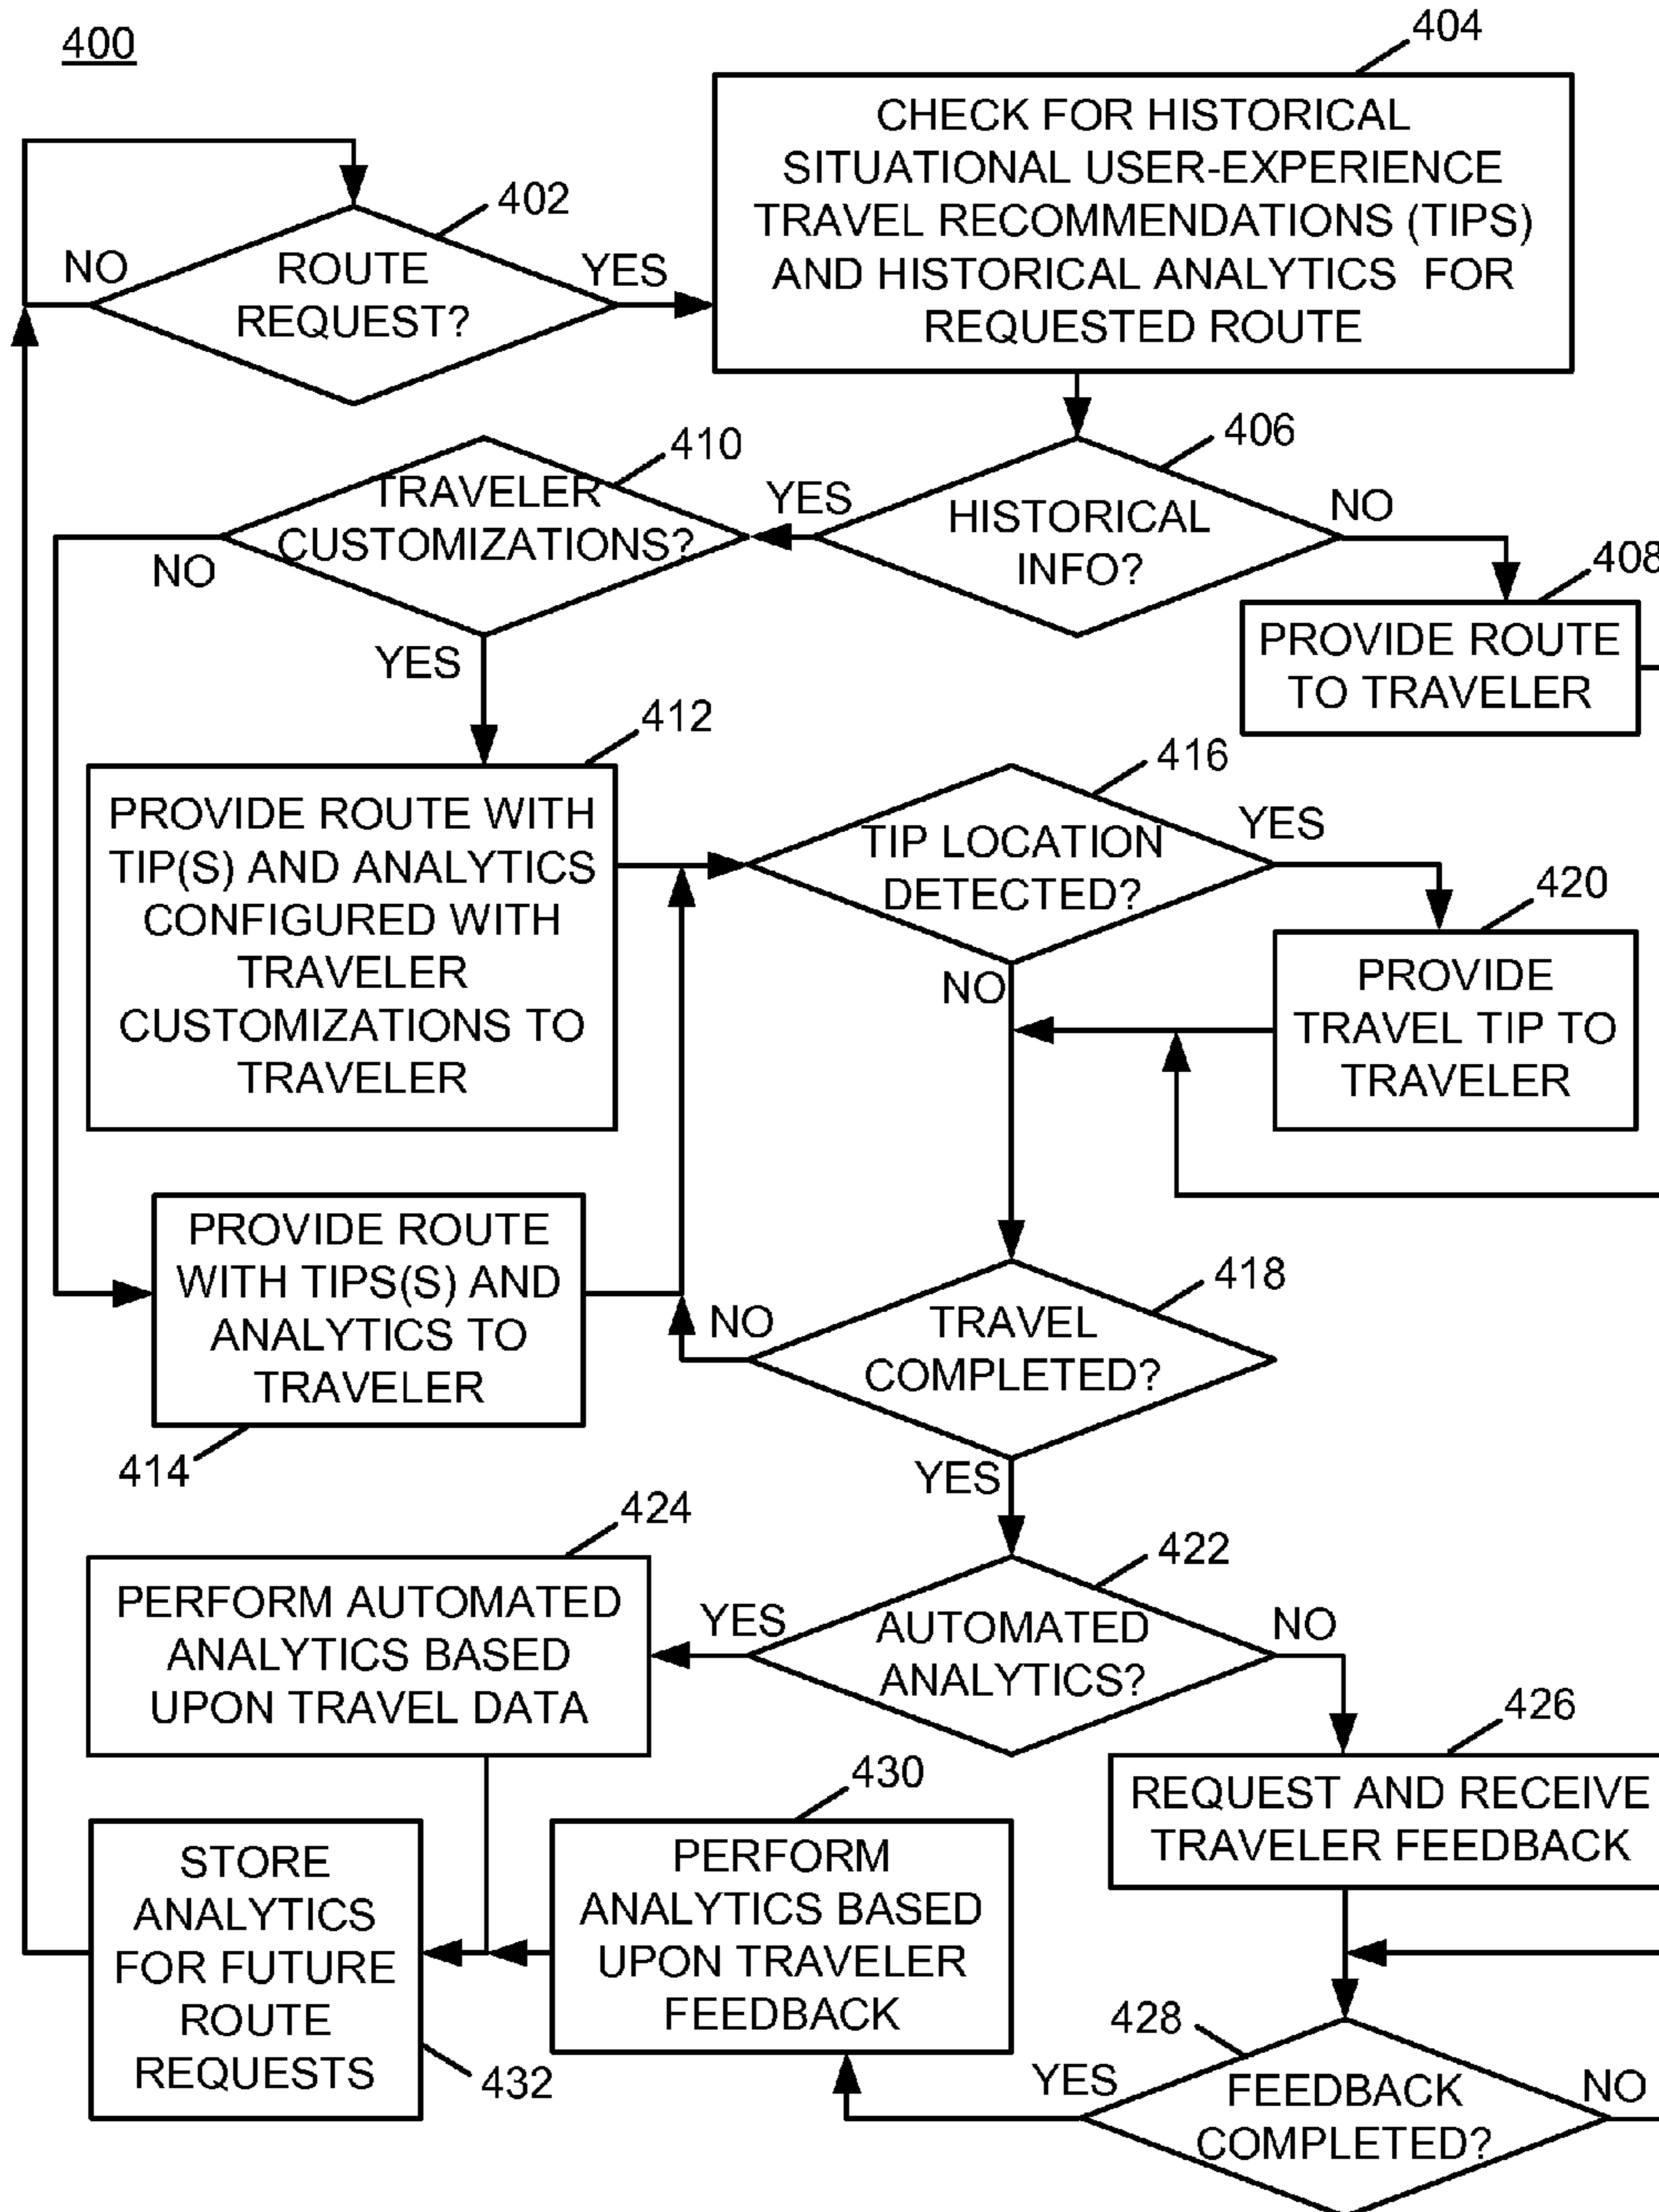 400
404
CHECK FOR HISTORICAL
SITUATIONAL USER-EXPERIENCE
TRAVEL RECOMMENDATIONS (TIPS)
AND HISTORICAL ANALYTICS FOR
REQUESTED ROUTE
402
NO
ROUTE
REQUEST?
YES
410
TRAVELER
CUSTOMIZATIONS?
NO
YES
406
YES
HISTORICAL
INFO?
NO
408
PROVIDE ROUTE
TO TRAVELER
412
PROVIDE ROUTE WITH
TIP(S) AND ANALYTICS
CONFIGURED WITH
TRAVELER
CUSTOMIZATIONS TO
TRAVELER
416
TIP LOCATION
DETECTED?
YES
NO
420
PROVIDE
TRAVEL TIP TO
TRAVELER
PROVIDE ROUTE
WITH TIPS(S) AND
ANALYTICS TO
TRAVELER
414
418
NO
TRAVEL
COMPLETED?
YES
424
PERFORM AUTOMATED
ANALYTICS BASED
UPON TRAVEL DATA
422
YES
AUTOMATED
ANALYTICS?
NO
426
REQUEST AND RECEIVE
TRAVELER FEEDBACK
430
PERFORM
ANALYTICS BASED
UPON TRAVELER
FEEDBACK
STORE
ANALYTICS
FOR FUTURE
ROUTE
REQUESTS
432
428
YES
FEEDBACK
COMPLETED?
NO